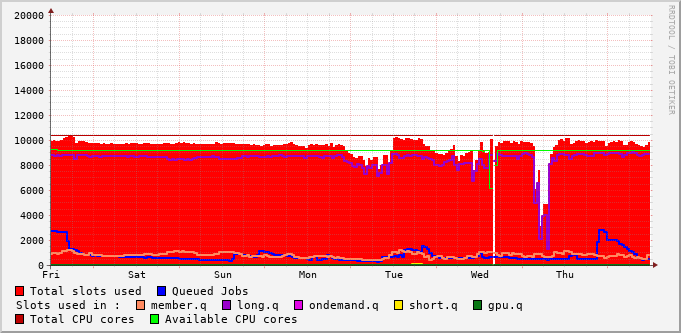 RRDTOOL / TOBI OETIKER
20000
18000
16000
14000
12000
10000
8000
6000
4000
2000
0
Fri Sat Sun Mon Tue Wed Thu
Total slots used Queued Jobs
Slots used in : member.q long.q ondemand.q short.q gpu.q
Total CPU cores Available CPU cores